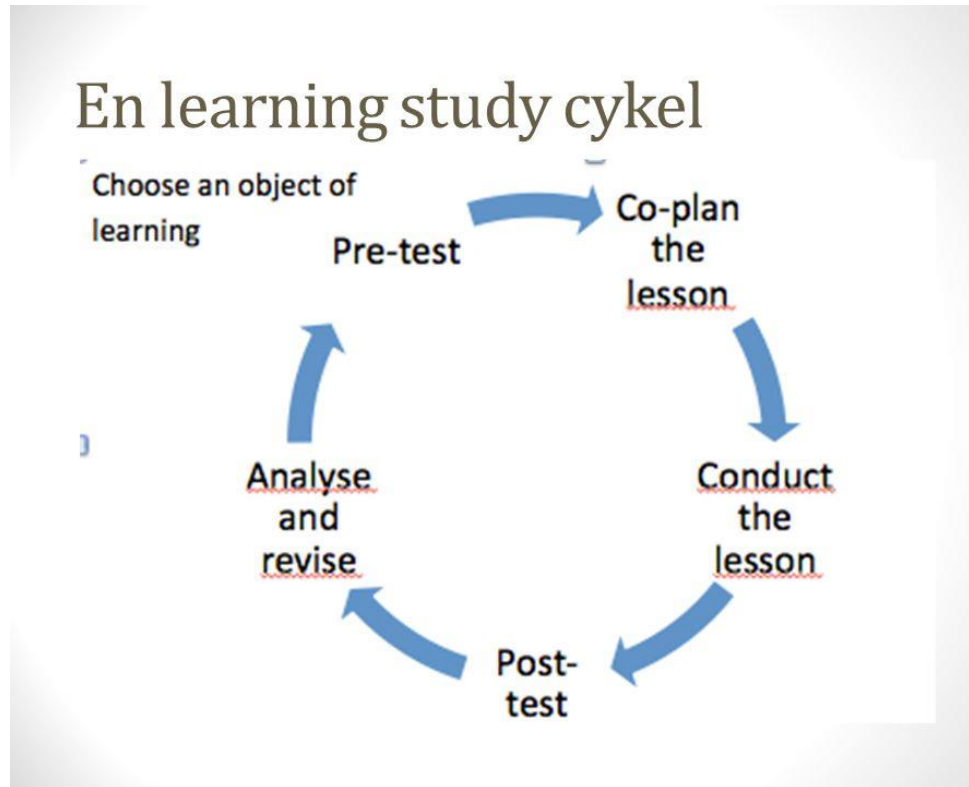 En learning study cykel
Choose an object of
learning
Pre-test
Co-plan
the
lesson
Conduct
the
lesson
Post-
test
Analyse
and
revise